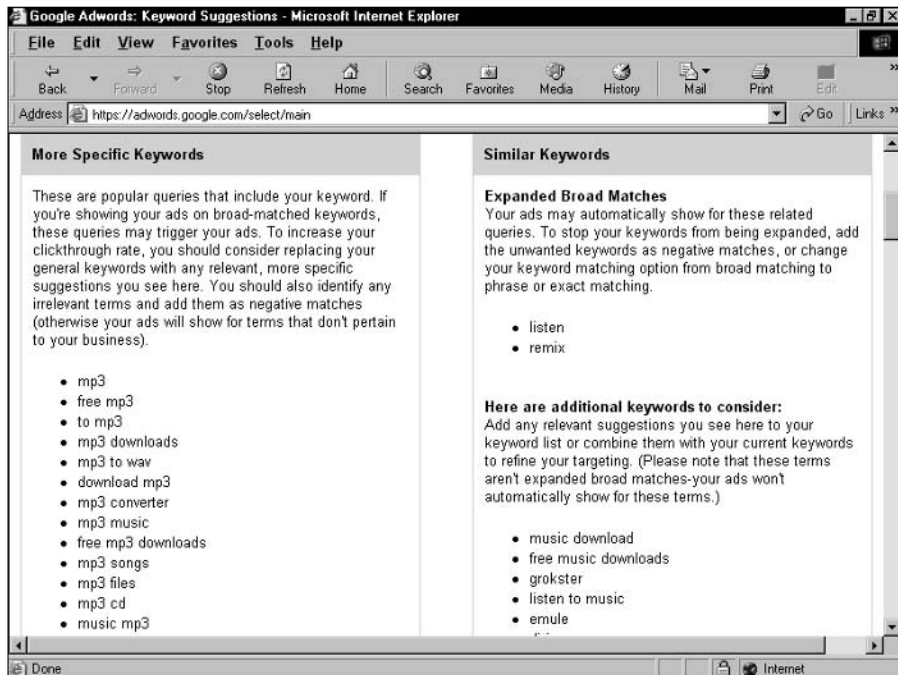 Google Adwords: Keyword Suggestions - Microsoft Internet Explorer
File Edit View Favorites Tools Help
Back Forward Stop Refresh Home Search Favorites Media History Mail Print Edit
Address https://adwords.google.com/select/main Go Links
More Specific Keywords
These are popular queries that include your keyword. If
you're showing your ads on broad-matched keywords,
these queries may trigger your ads. To increase your
clickthrough rate, you should consider replacing your
general keywords with any relevant, more specific
suggestions you see here. You should also identify any
irrelevant terms and add them as negative matches
(otherwise your ads will show for terms that don't pertain
to your business).
• mp3
• free mp3
• to mp3
• mp3 downloads
• mp3 to wav
• download mp3
• mp3 converter
• mp3 music
• free mp3 downloads
• mp3 songs
• mp3 files
• mp3 cd
• music mp3
Similar Keywords
Expanded Broad Matches
Your ads may automatically show for these related
queries. To stop your keywords from being expanded, add
the unwanted keywords as negative matches, or change
your keyword matching option from broad matching to
phrase or exact matching.
• listen
• remix
Here are additional keywords to consider:
Add any relevant suggestions you see here to your
keyword list or combine them with your current keywords
to refine your targeting. (Please note that these terms
aren't expanded broad matches-your ads won't
automatically show for these terms.)
• music download
• free music downloads
• grokster
• listen to music
• emule
Done Internet